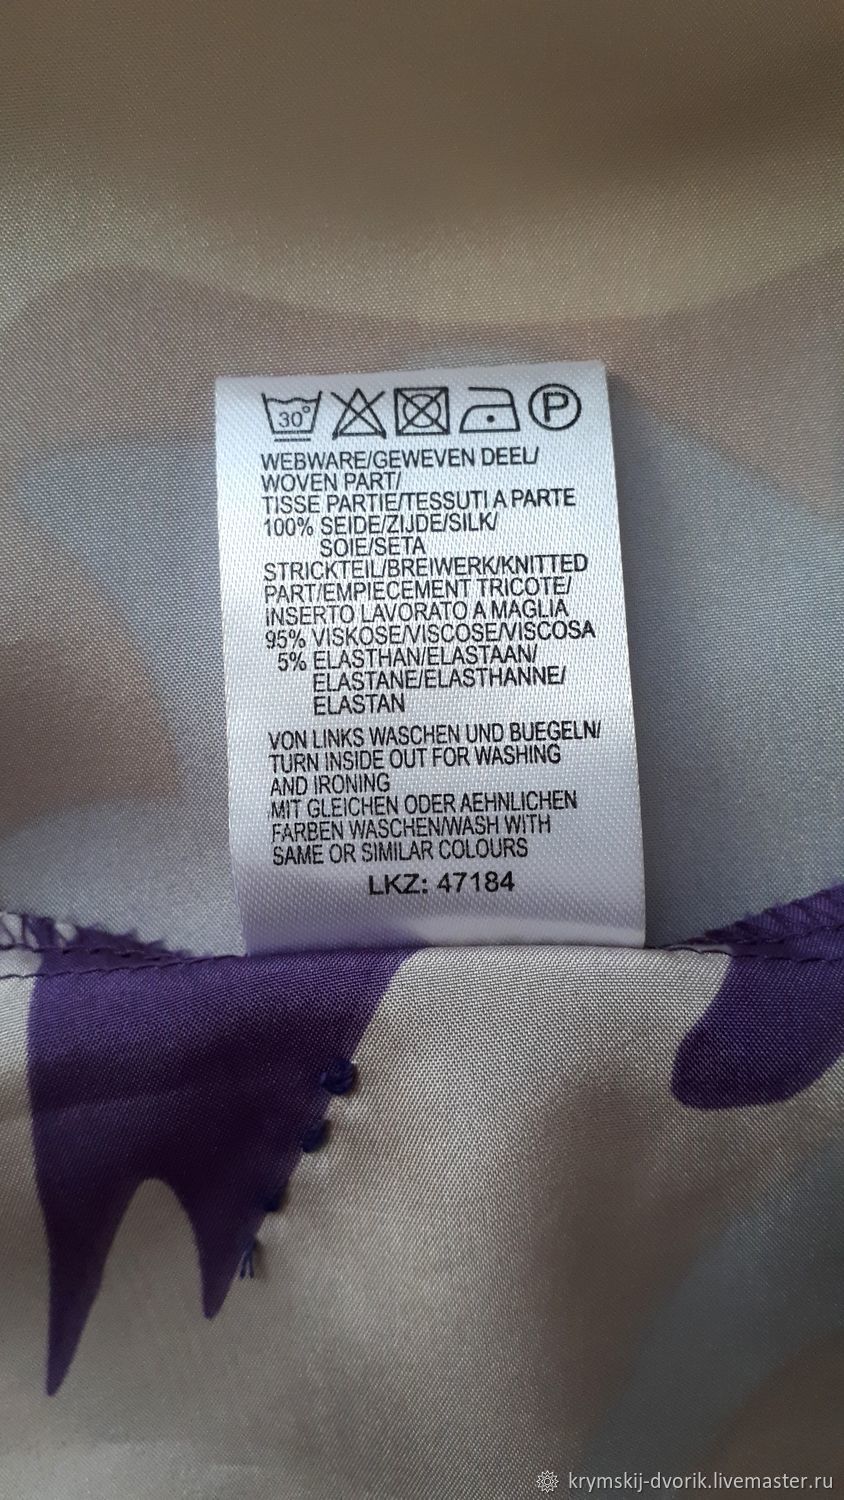 30° P
WEBWARE/GEWEVEN DEEL/
WOVEN PART/
TISSE PARTIE/TESSUTI A PARTE
100% SEIDE/ZIJDE/SILK/
SOIE/SETA
STRICKTEIL/BREIWERK/KNITTED
PART/EMPIECEMENT TRICOTE/
INSERTO LAVORATO A MAGLIA
95% VISKOSE/VISCOSE/VISCOSA
5% ELASTHAN/ELASTAAN/
ELASTANE/ELASTHANNE/
ELASTAN
VON LINKS WASCHEN UND BUEGELN/
TURN INSIDE OUT FOR WASHING
AND IRONING
MIT GLEICHEN ODER AEHNLICHEN
FARBEN WASCHEN/WASH WITH
SAME OR SIMILAR COLOURS
LKZ: 47184
krymskij-dvorik.livemaster.ru